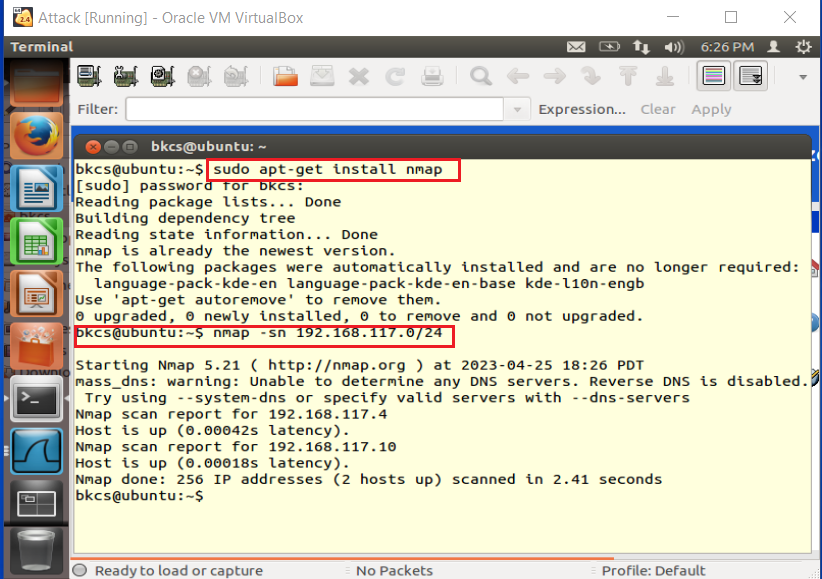 Attack [Running] - Oracle VM VirtualBox
Terminal
6:26 PM
Filter:
Expression...
Clear
Apply
bkcs@ubuntu: ~
bkcs@ubuntu:~$ sudo apt-get install nmap
[sudo] password for bkcs:
Reading package lists... Done
Building dependency tree
Reading state information... Done
nmap is already the newest version.
The following packages were automatically installed and are no longer required:
language-pack-kde-en language-pack-kde-en-base kde-l10n-engb
Use 'apt-get autoremove' to remove them.
0 upgraded, 0 newly installed, 0 to remove and 0 not upgraded.
bkcs@ubuntu:~$ nmap -sn 192.168.117.0/24
Starting Nmap 5.21 ( http://nmap.org ) at 2023-04-25 18:26 PDT
mass_dns: warning: Unable to determine any DNS servers. Reverse DNS is disabled.
Try using --system-dns or specify valid servers with --dns-servers
Nmap scan report for 192.168.117.4
Host is up (0.00042s latency).
Nmap scan report for 192.168.117.10
Host is up (0.00018s latency).
Nmap done: 256 IP addresses (2 hosts up) scanned in 2.41 seconds
bkcs@ubuntu:~$
Ready to load or capture
No Packets
Profile: Default